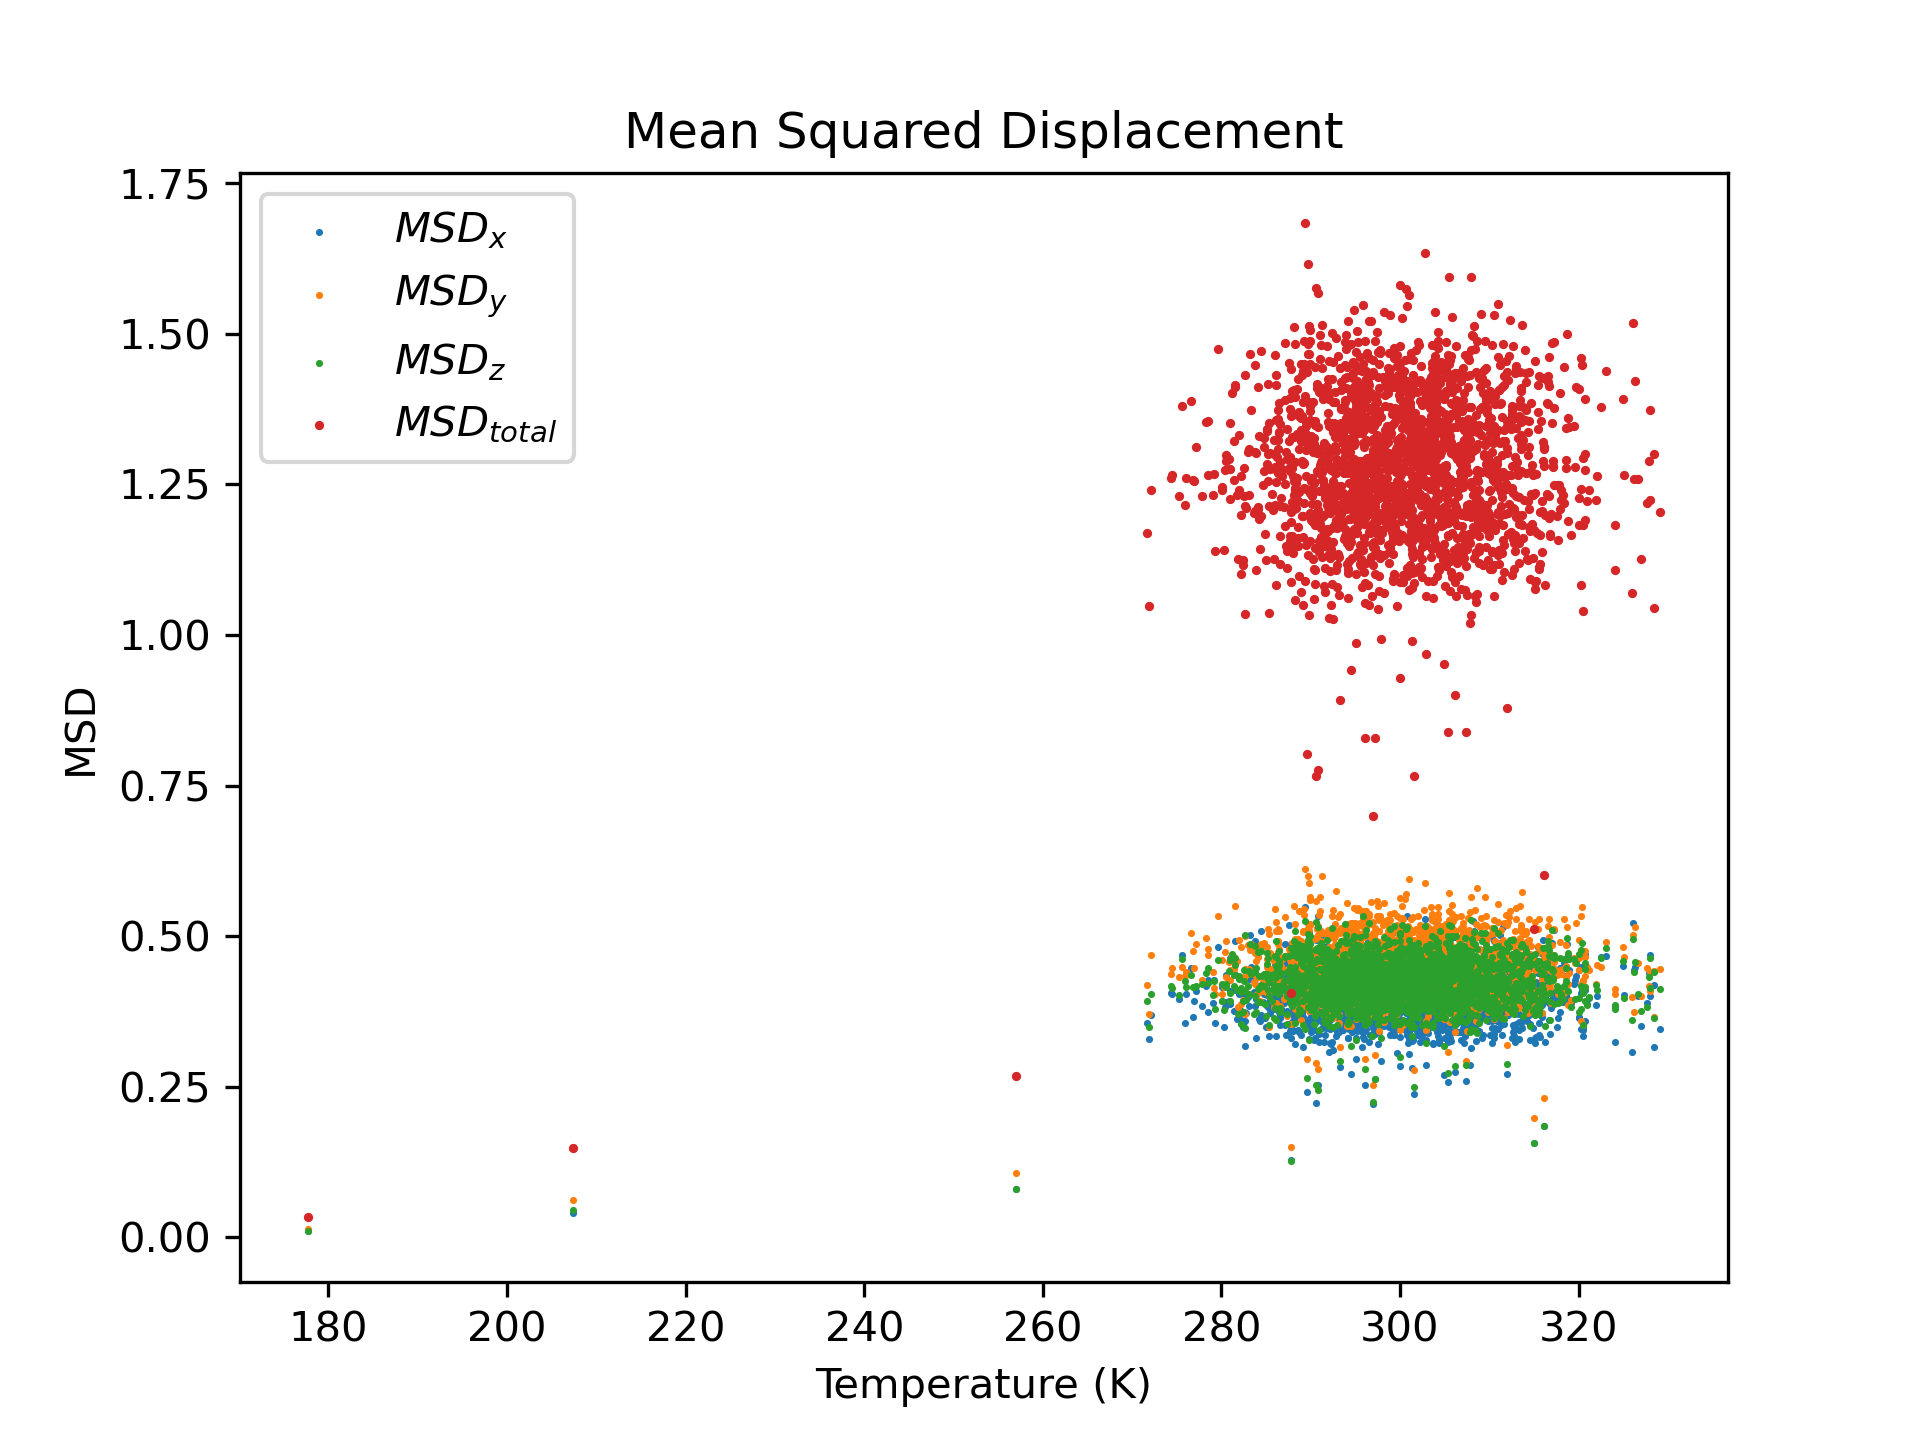 Mean Squared Displacement
1.75
1.50
1.25
1.00
0.75
0.50
0.25
0.00
MSD
MSDx
MSDy
MSDz
MSDtotal
180 200 220 240 260 280 300 320
Temperature (K)